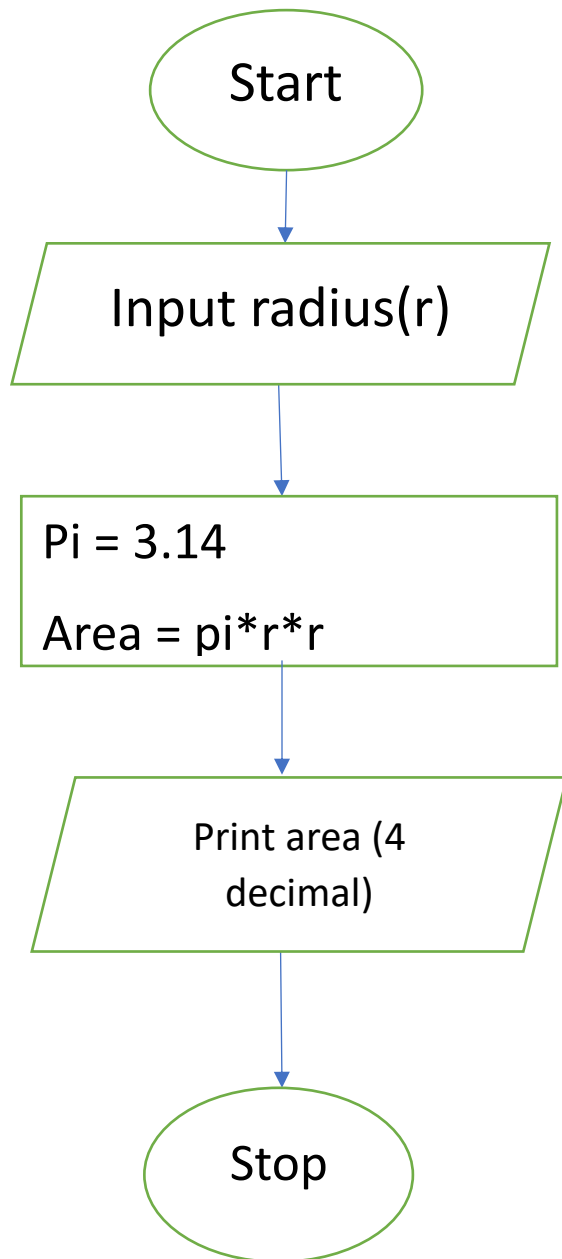 Start
Input radius(r)
Pi = 3.14
Area = pi*r*r
Print area (4
decimal)
Stop